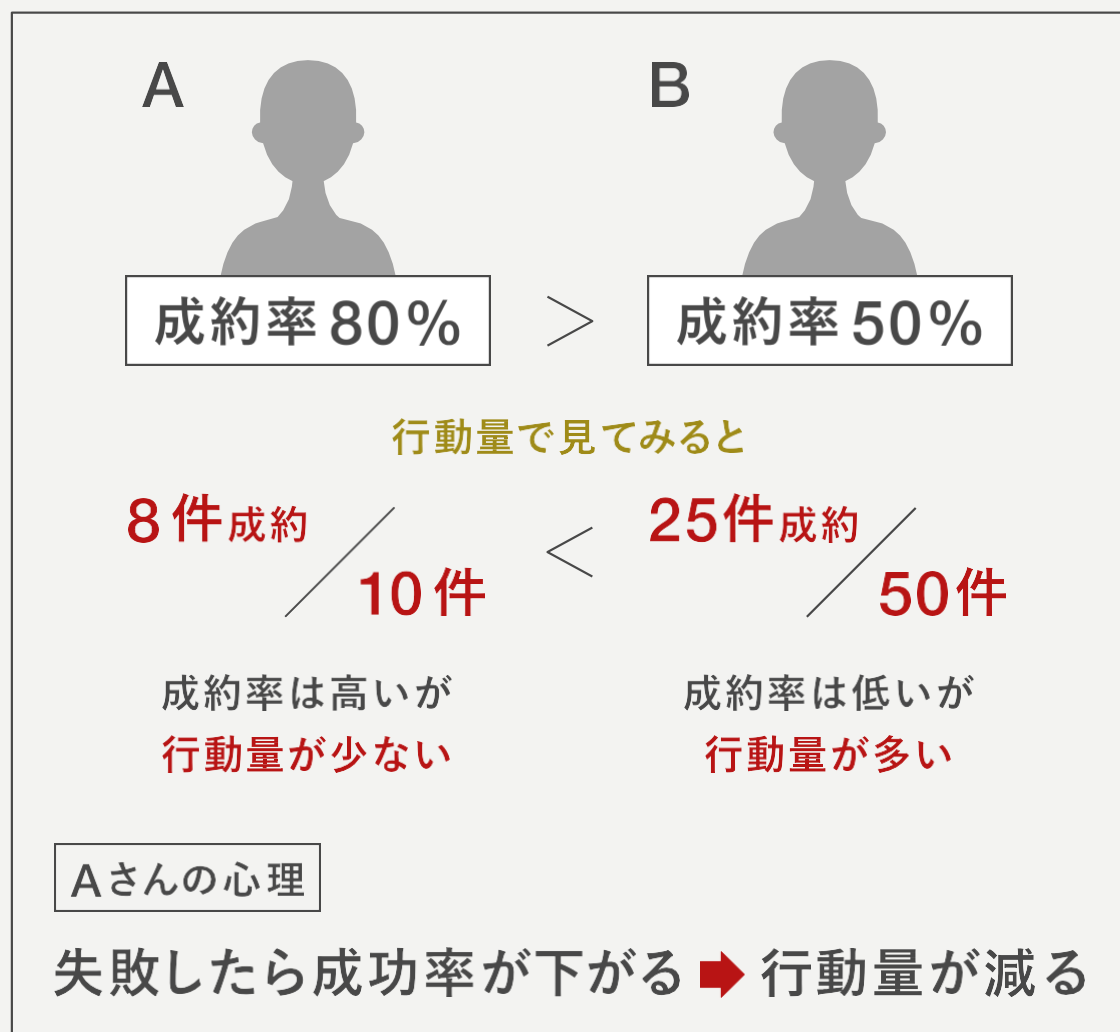 A
B
成約率80%
>
成約率50%
行動量で見てみると
8件成約/10件
<
25件成約/50件
成約率は高いが
行動量が少ない
成約率は低いが
行動量が多い
Aさんの心理
失敗したら成功率が下がる➡行動量が減る